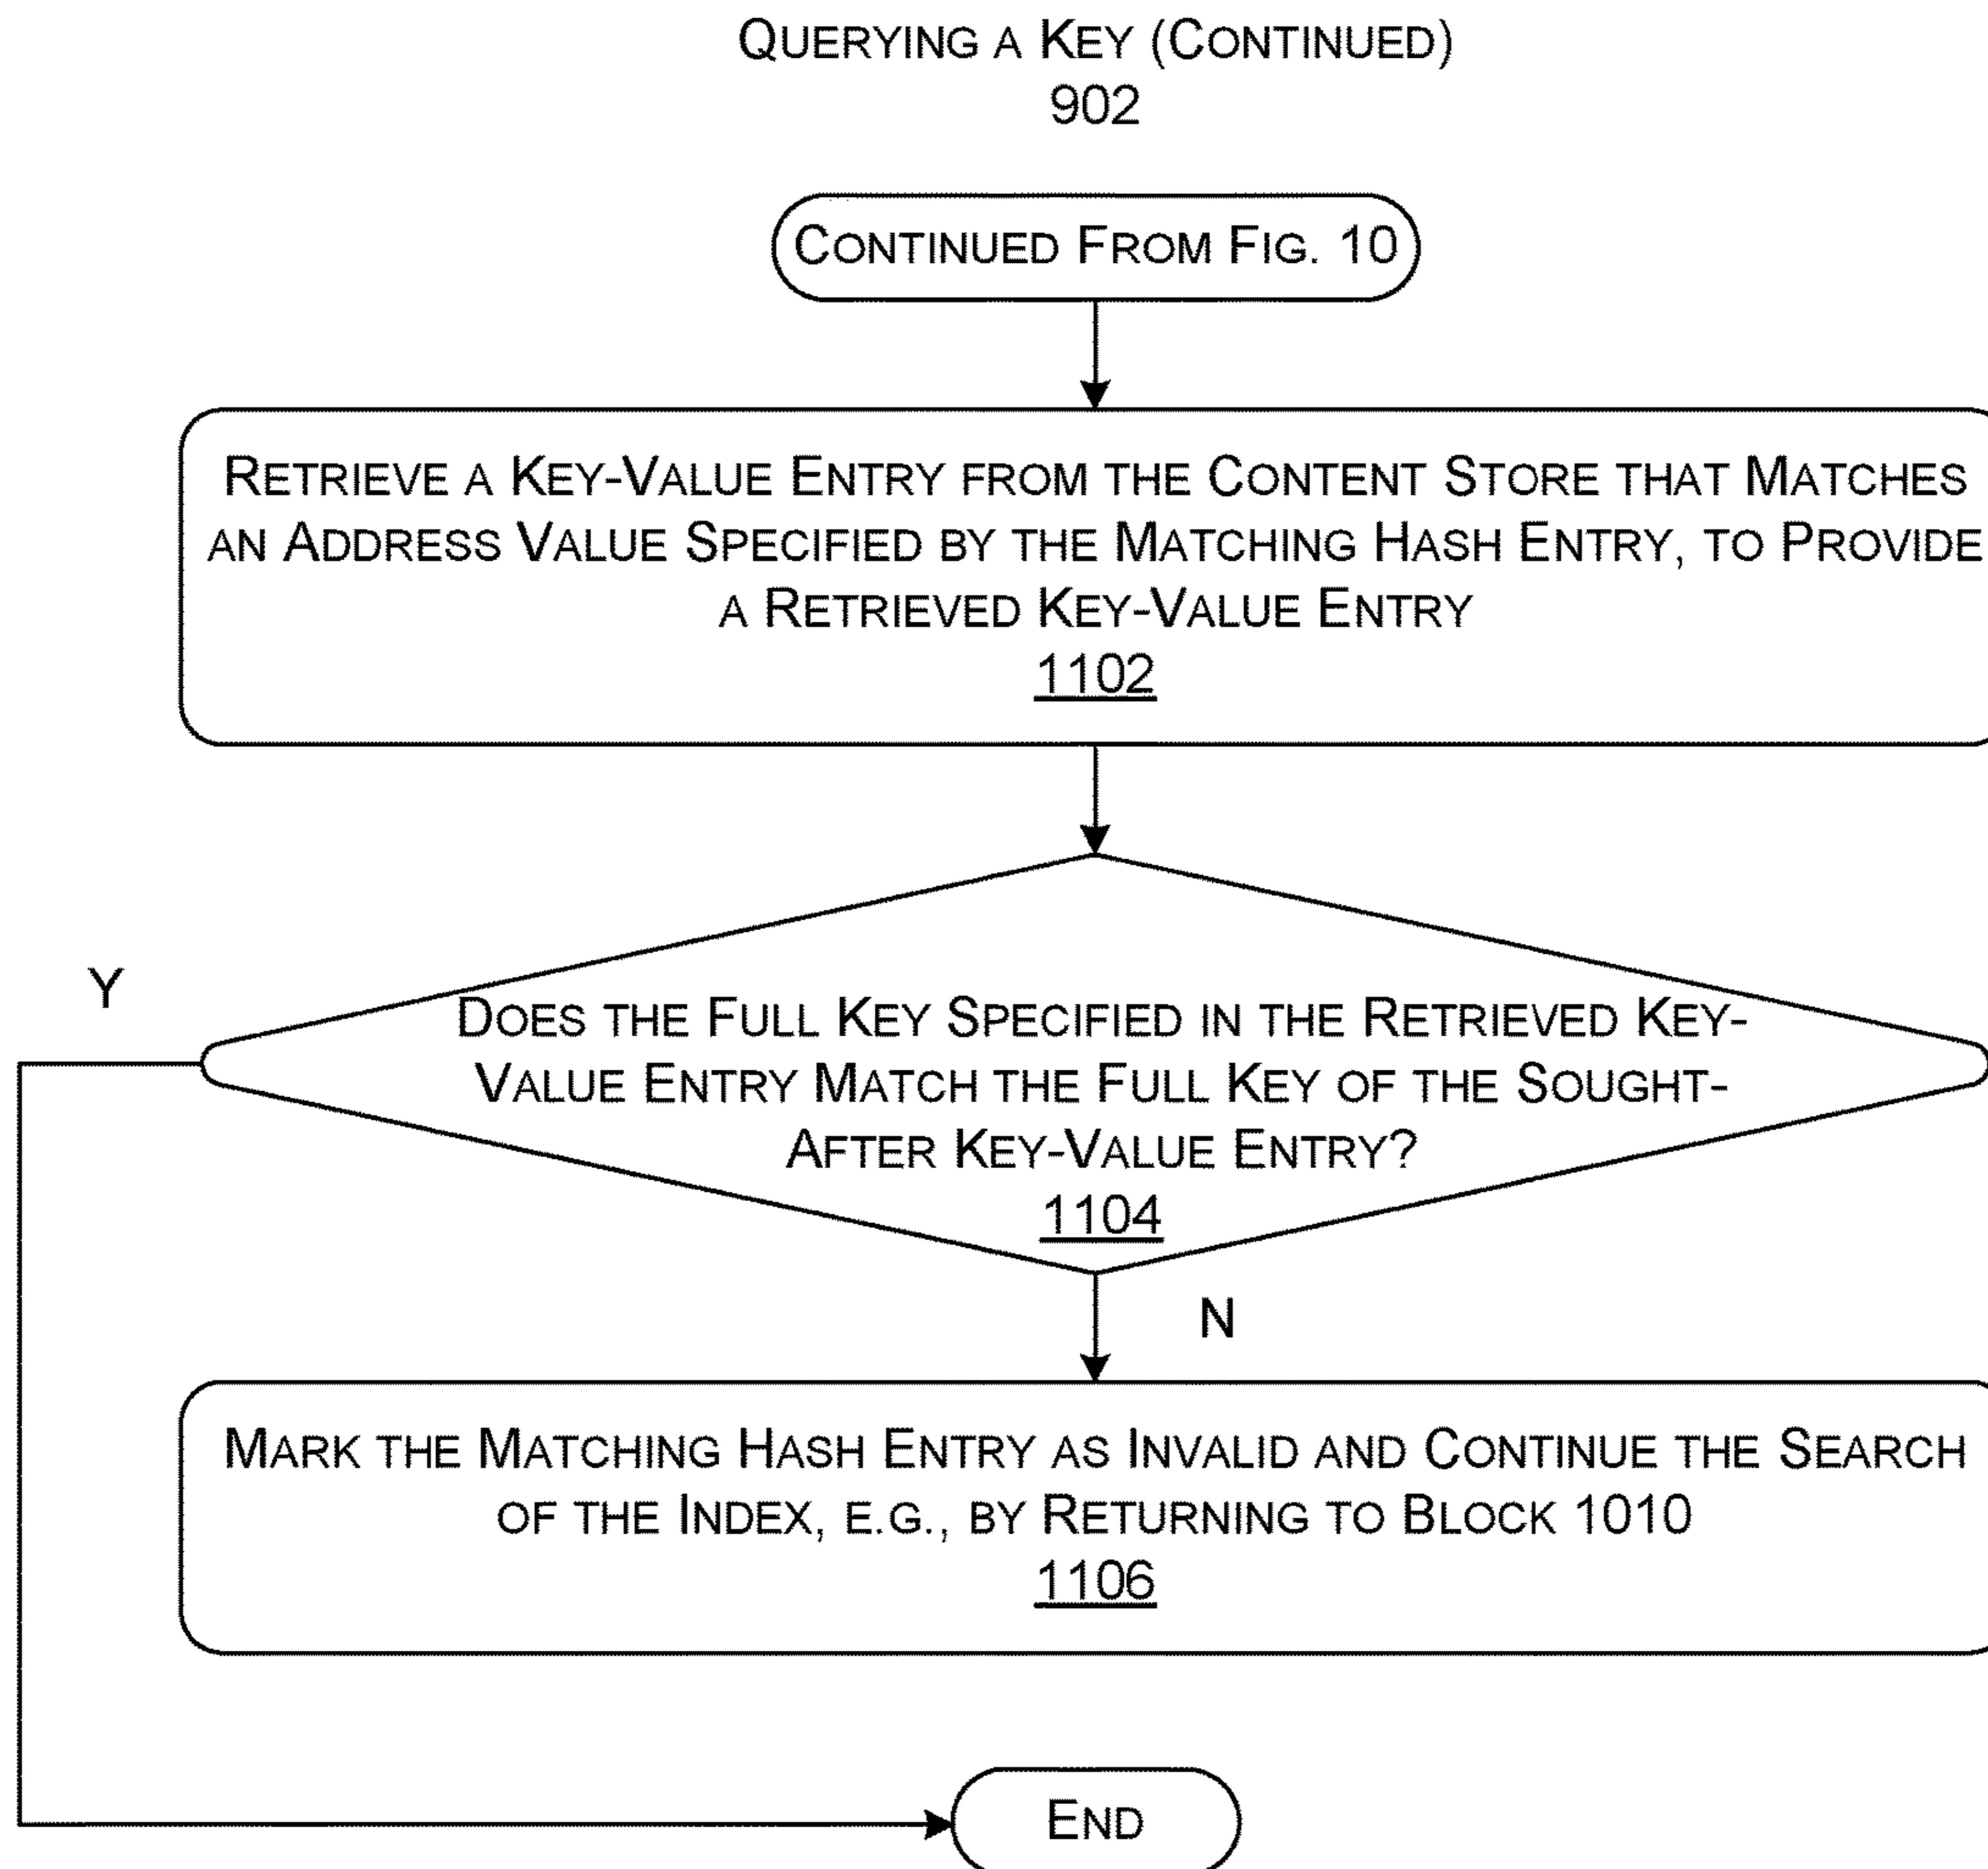 QUERYING A KEY (CONTINUED)
902
CONTINUED FROM FIG. 10
RETRIEVE A KEY-VALUE ENTRY FROM THE CONTENT STORE THAT MATCHES
AN ADDRESS VALUE SPECIFIED BY THE MATCHING HASH ENTRY, TO PROVIDE
A RETRIEVED KEY-VALUE ENTRY
1102
Y
DOES THE FULL KEY SPECIFIED IN THE RETRIEVED KEY-
VALUE ENTRY MATCH THE FULL KEY OF THE SOUGHT-
AFTER KEY-VALUE ENTRY?
1104
N
MARK THE MATCHING HASH ENTRY AS INVALID AND CONTINUE THE SEARCH
OF THE INDEX, E.G., BY RETURNING TO BLOCK 1010
1106
END